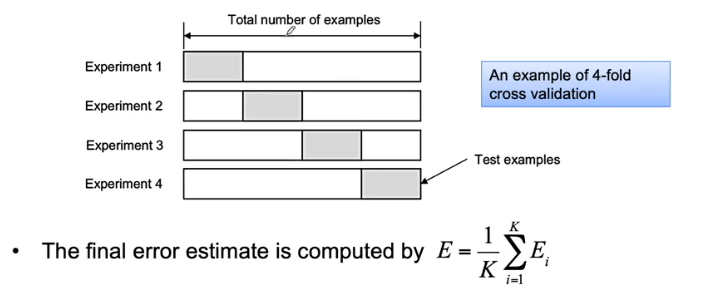 Total number of examples
Experiment 1
An example of 4-fold
cross validation
Experiment 2
Experiment 3
Test examples
Experiment 4
• The final error estimate is computed by E = \frac{1}{K} \sum_{i=1}^{K} E_i